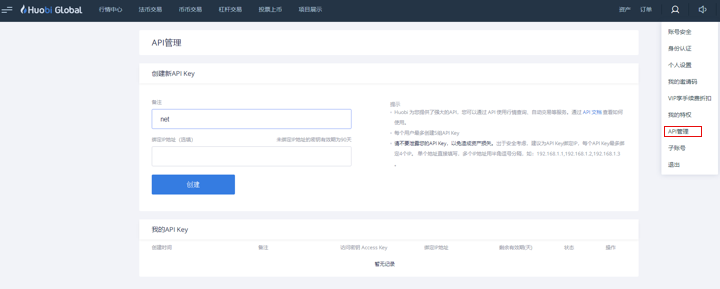 Huobi Global 行情中心 法币交易 币币交易 杠杆交易 投票上币 项目展示 资产 订单
账号安全
身份认证
个人设置
我的邀请码
VIP享手续费折扣
我的特权
API管理
子账号
退出
API管理
创建新API Key
备注
net
绑定IP地址（选填） 未绑定IP地址的密钥有效期为90天
创建
提示
Huobi 为您提供了强大的API，您可以通过 API 使用行情查询、自动交易等服务。通过 API 文档 查看如何
使用。
每个用户最多创建5组API Key
请不要泄露您的API Key，以免造成资产损失。出于安全考虑，建议为API Key绑定IP，每个API Key最多绑
定4个IP。单个地址直接填写，多个IP地址用半角逗号分隔，如：192.168.1.1,192.168.1.2,192.168.1.3
。
我的API Key
创建时间 备注 访问密钥 Access Key 绑定IP地址 剩余有效期(天) 状态 操作
暂无记录